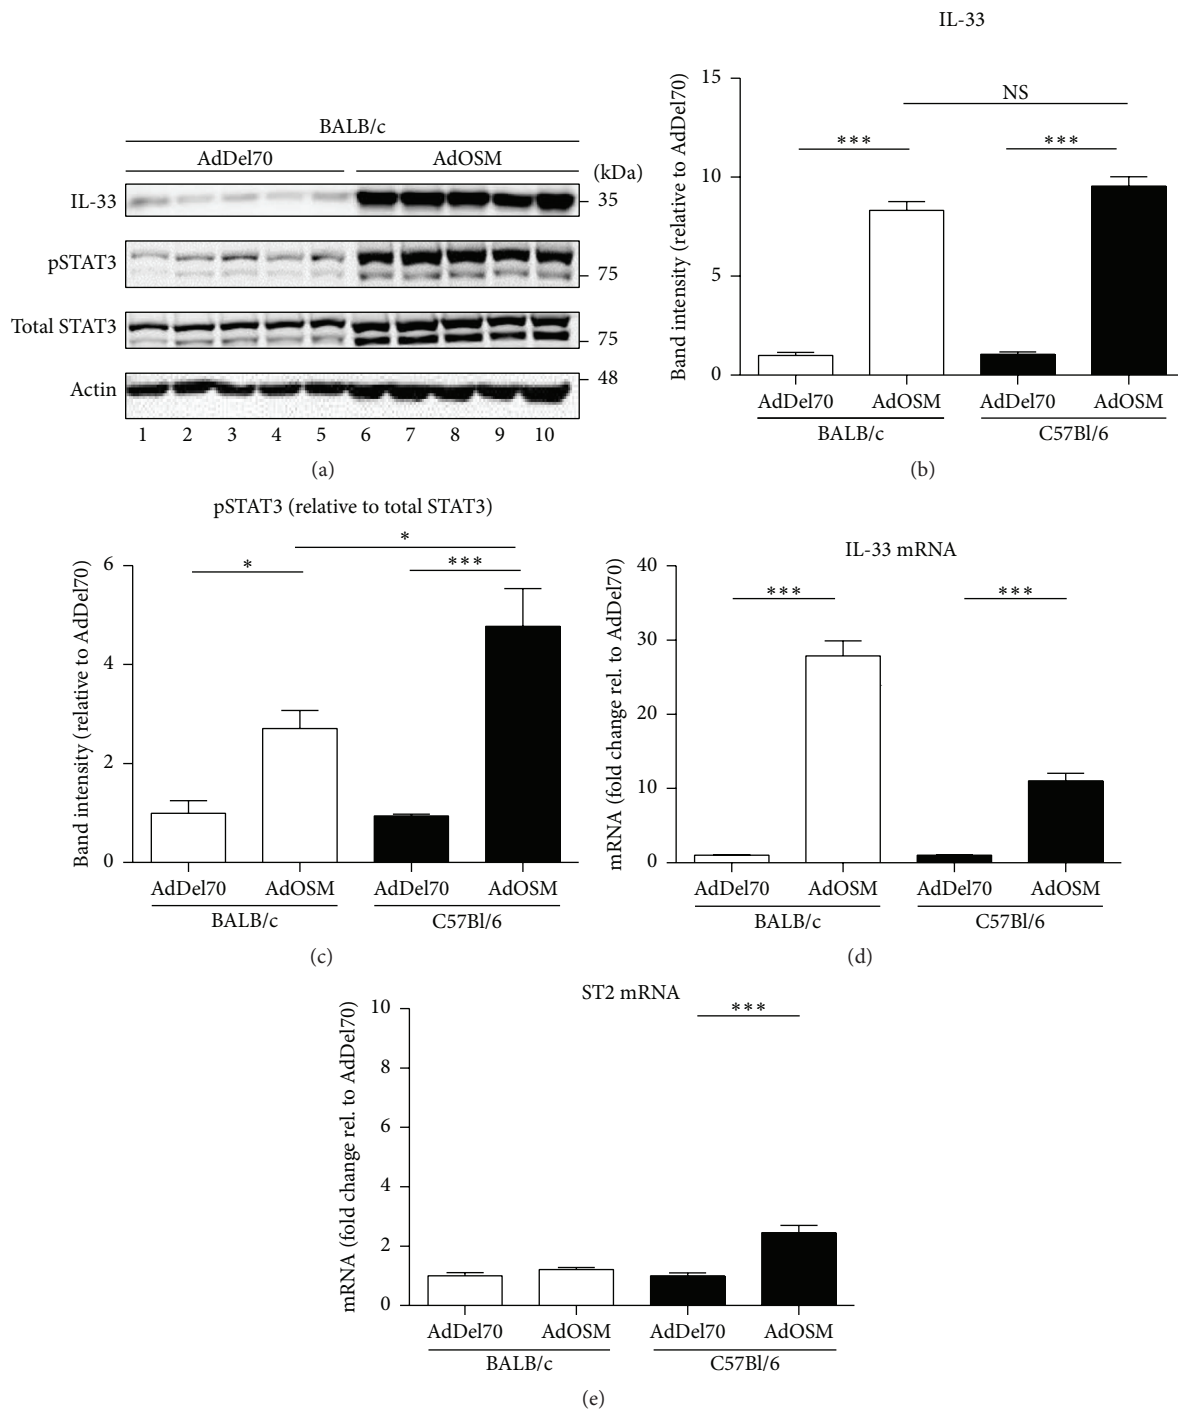 BALB/c
AdDel70 AdOSM
(kDa)
IL-33 35
pSTAT3 75
Total STAT3 75
Actin 48
1 2 3 4 5 6 7 8 9 10
(a)
IL-33
Band intensity (relative to AdDel70)
15
10
5
0
*** NS ***
AdDel70 AdOSM AdDel70 AdOSM
BALB/c C57Bl/6
(b)
pSTAT3 (relative to total STAT3)
Band intensity (relative to AdDel70)
6
4
2
0
* * ***
AdDel70 AdOSM AdDel70 AdOSM
BALB/c C57Bl/6
(c)
IL-33 mRNA
mRNA (fold change rel. to AdDel70)
40
30
20
10
0
*** ***
AdDel70 AdOSM AdDel70 AdOSM
BALB/c C57Bl/6
(d)
ST2 mRNA
mRNA (fold change rel. to AdDel70)
10
8
6
4
2
0
***
AdDel70 AdOSM AdDel70 AdOSM
BALB/c C57Bl/6
(e)